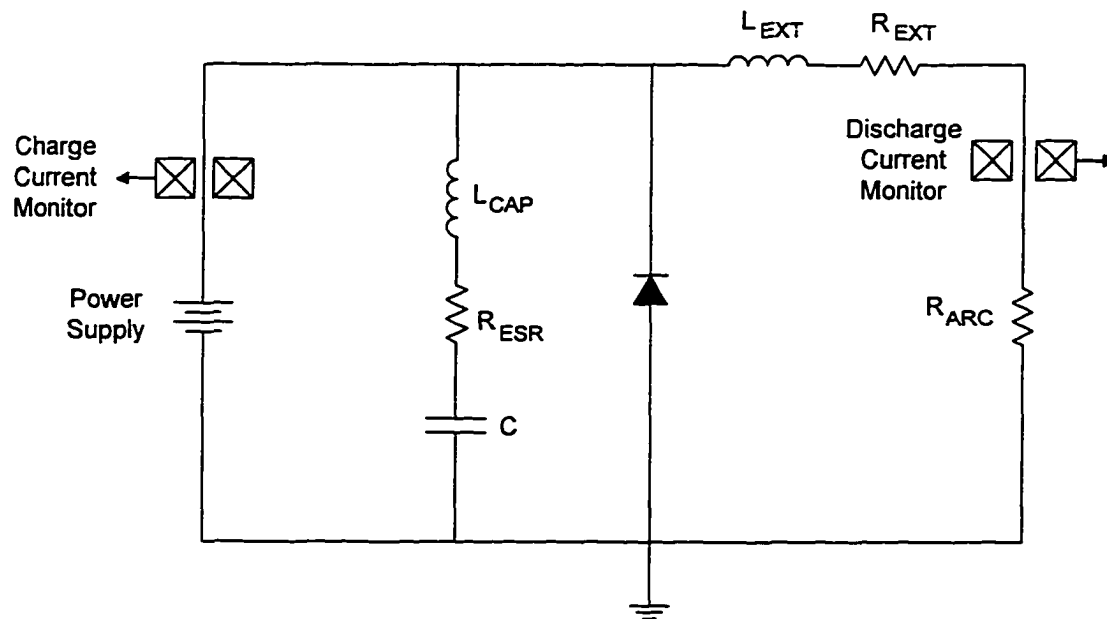 L_EXT
R_EXT
Charge
Current
Monitor
Discharge
Current
Monitor
L_CAP
Power
Supply
R_ESR
R_ARC
C